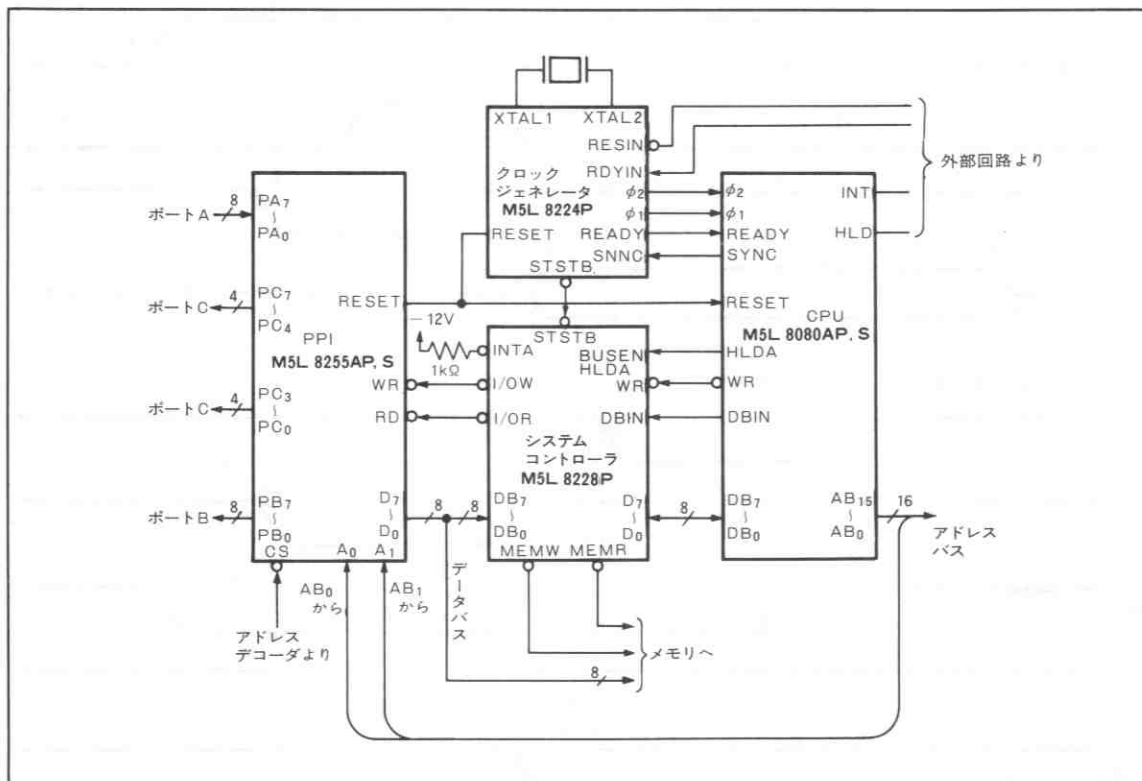 XTAL1 XTAL2
RESIN
RDYIN
クロック
ジェネレータ
M5L 8224P
φ2
φ1
RESET
READY
SNNC
STSTB
外部回路より
φ2
φ1
READY
SYNC
INT
HLD
RESET
CPU
M5L 8080AP, S
HLDA
WR
DBIN
DB7
〜
DB0
AB15
〜
AB0
16
アドレス
バス
ポートA
8
PA7
〜
PA0
ポートC
4
PC7
〜
PC4
PPI
M5L 8255AP, S
ポートC
4
PC3
〜
PC0
ポートB
8
PB7
〜
PB0
CS
A0
A1
RESET
WR
RD
D7
〜
D0
−12V
1kΩ
STSTB
INTA
I/OW
I/OR
BUSEN
HLDA
WR
DBIN
システム
コントローラ
M5L 8228P
8
8
DB7
〜
DB0
D7
〜
D0
8
MEMW MEMR
AB0
から
AB1
から
データバス
アドレス
デコーダより
メモリへ
8